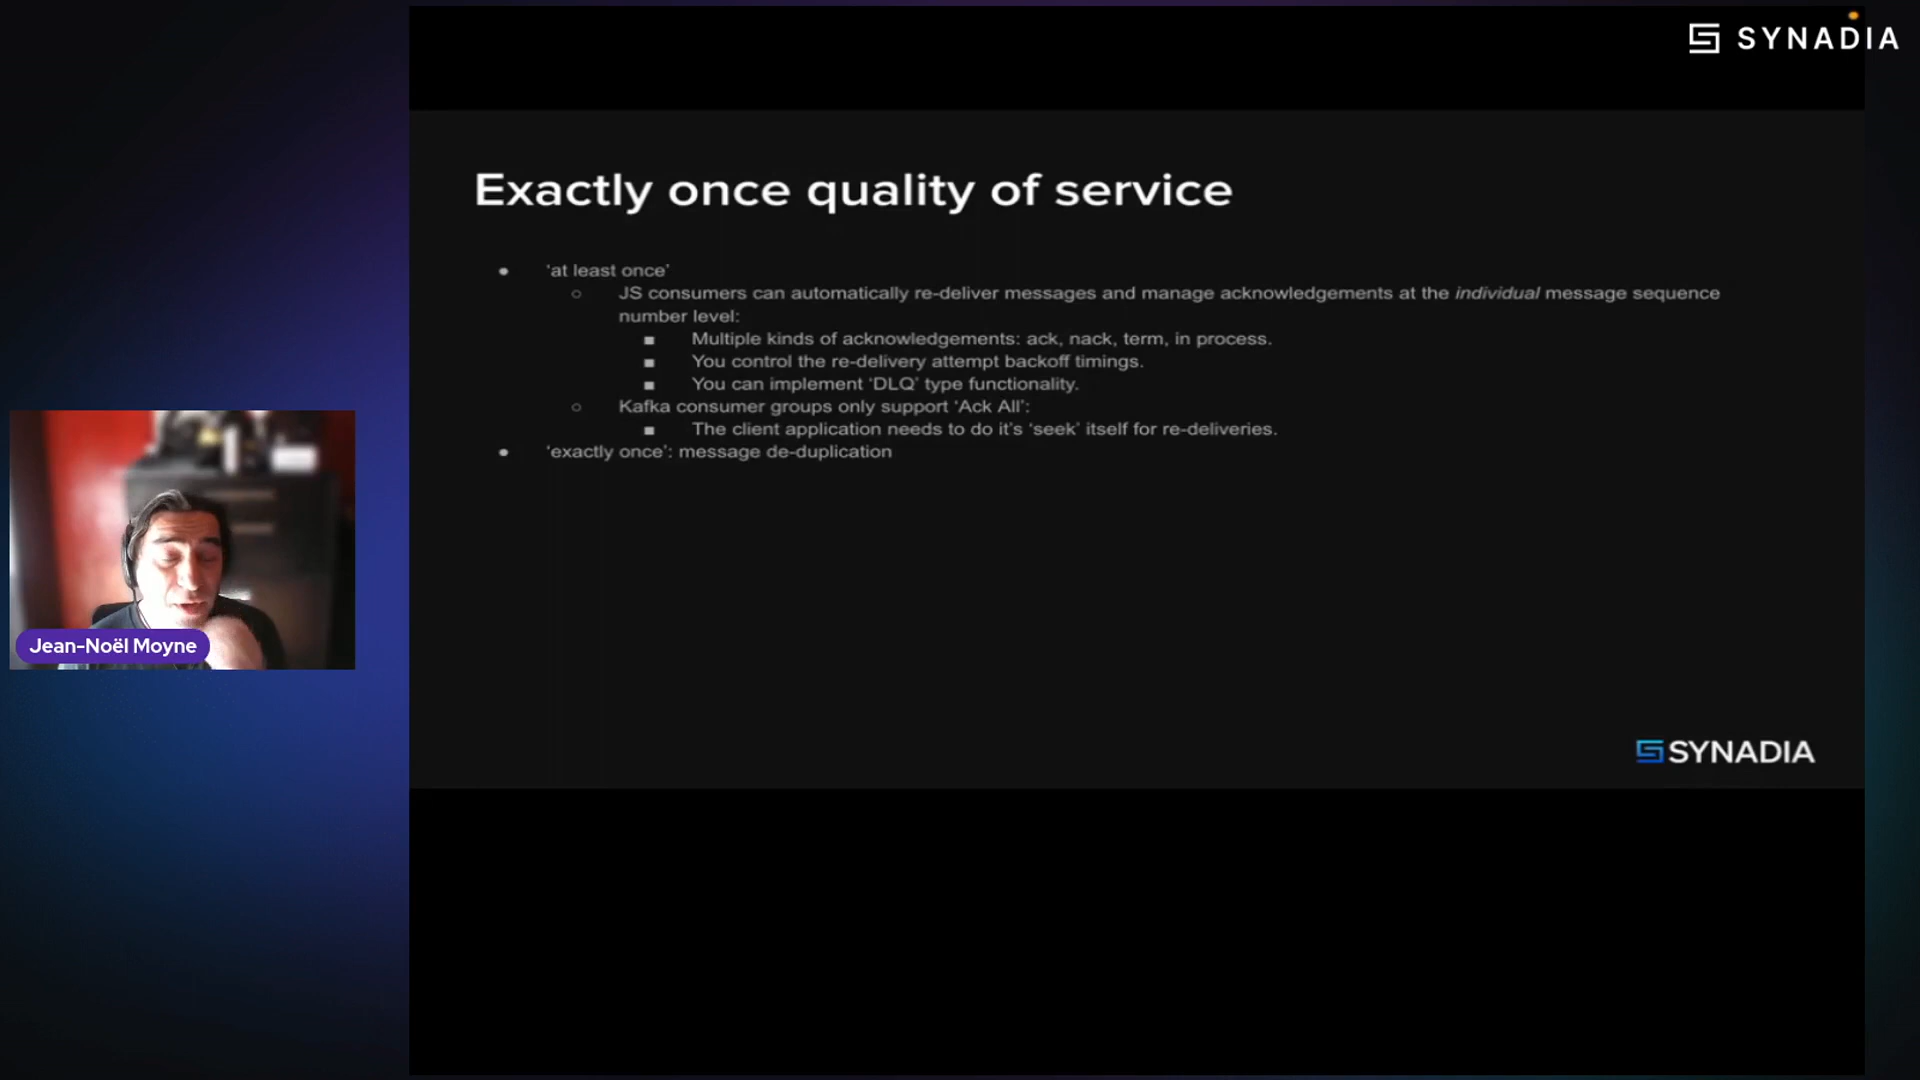 SYNADIA
Exactly once quality of service
● 'at least once'
○ JS consumers can automatically re-deliver messages and manage acknowledgements at the individual message sequence
number level:
■ Multiple kinds of acknowledgements: ack, nack, term, in process.
■ You control the re-delivery attempt backoff timings.
■ You can implement 'DLQ' type functionality.
○ Kafka consumer groups only support 'Ack All':
■ The client application needs to do it's 'seek' itself for re-deliveries.
● 'exactly once': message de-duplication
Jean-Noël Moyne
SYNADIA